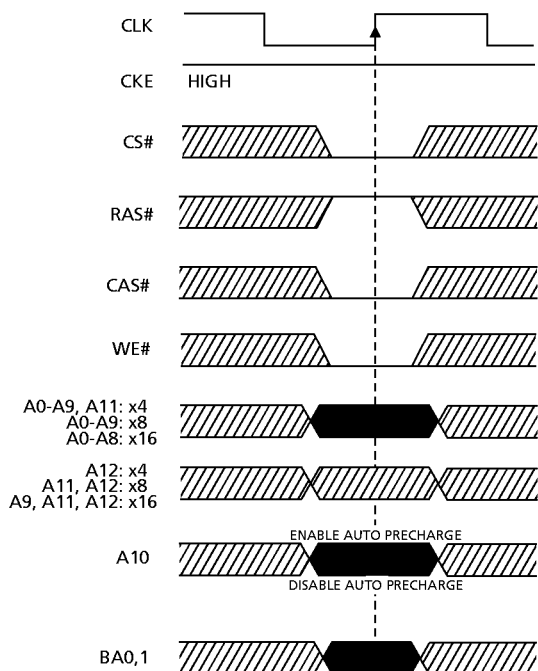 CLK
CKE HIGH
CS#
RAS#
CAS#
WE#
A0-A9, A11: x4
A0-A9: x8
A0-A8: x16
A12: x4
A11, A12: x8
A9, A11, A12: x16
ENABLE AUTO PRECHARGE
A10
DISABLE AUTO PRECHARGE
BA0,1